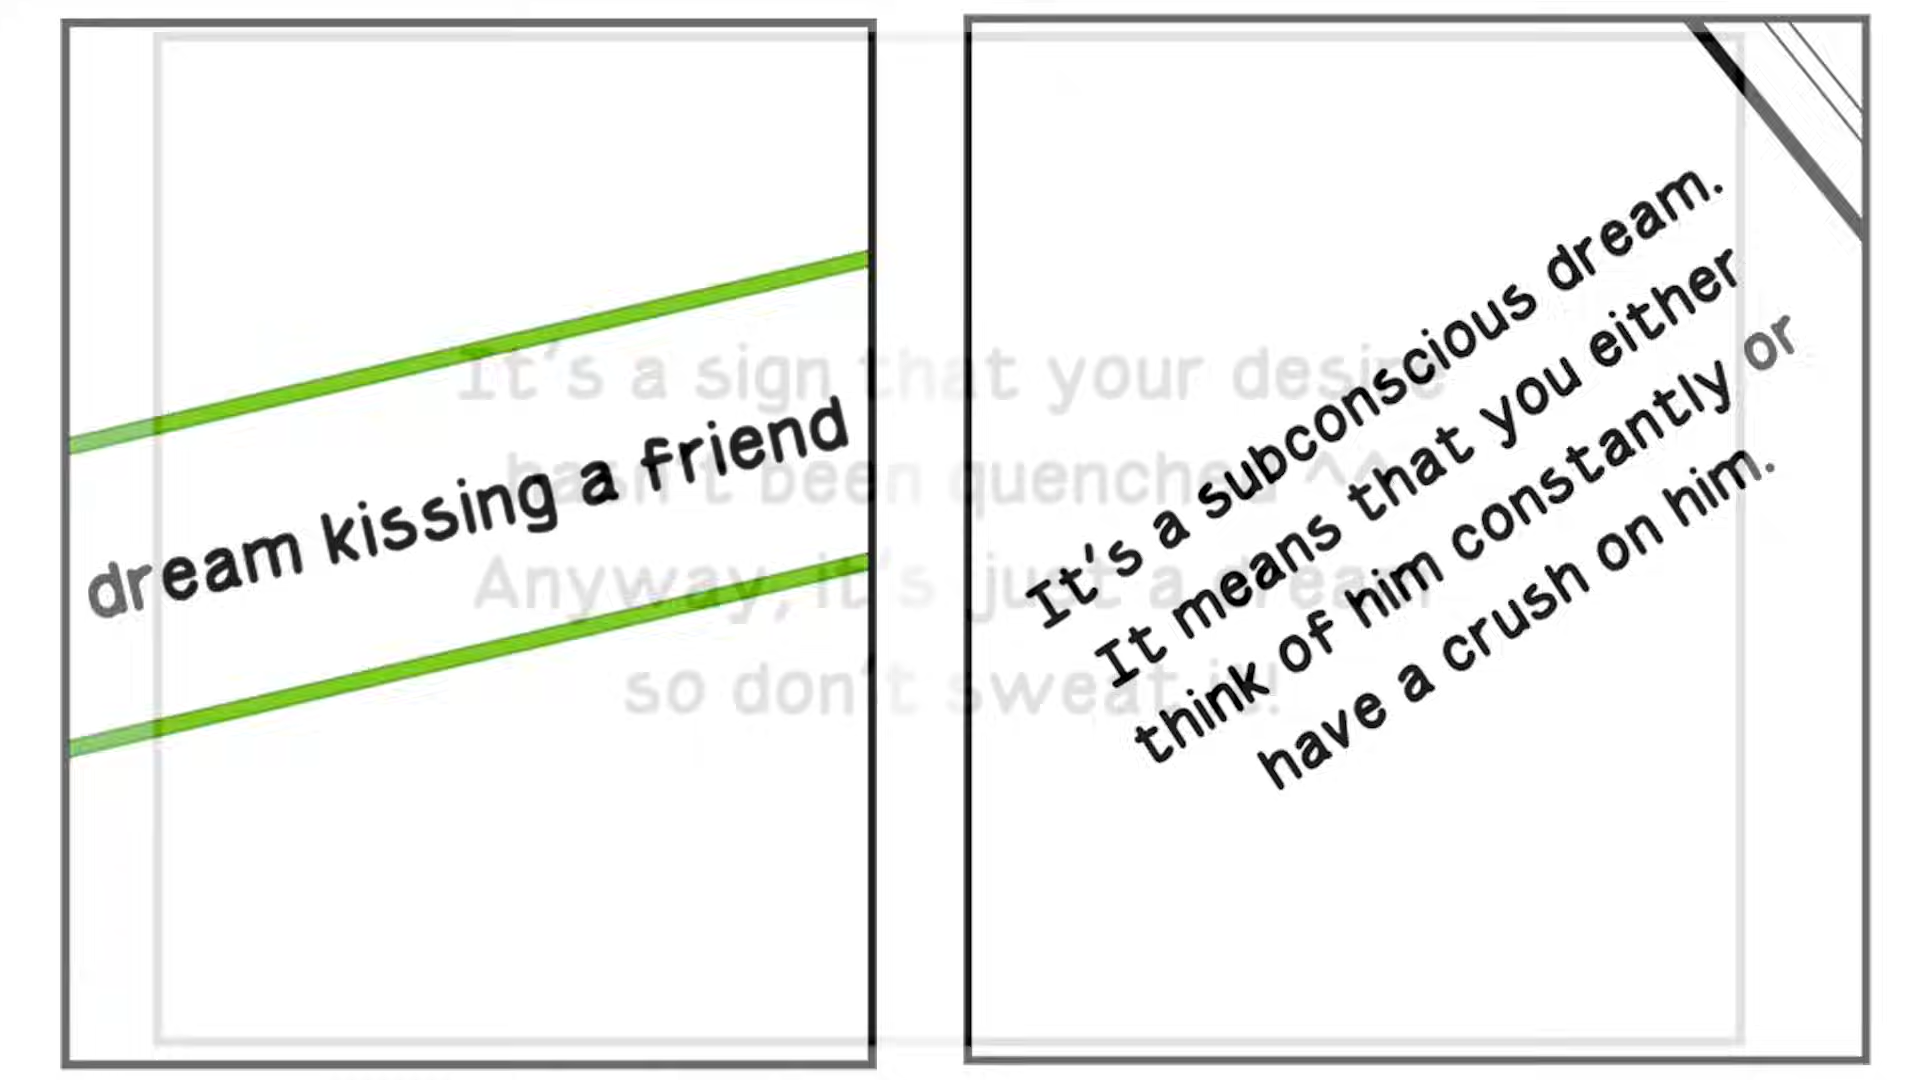 dream kissing a friend
It's a subconscious dream.
It means that you either
think of him constantly or
have a crush on him.
It's a sign that your desire
hasn't been quenched ^^
Anyway, it's just a dream
so don't sweat it!